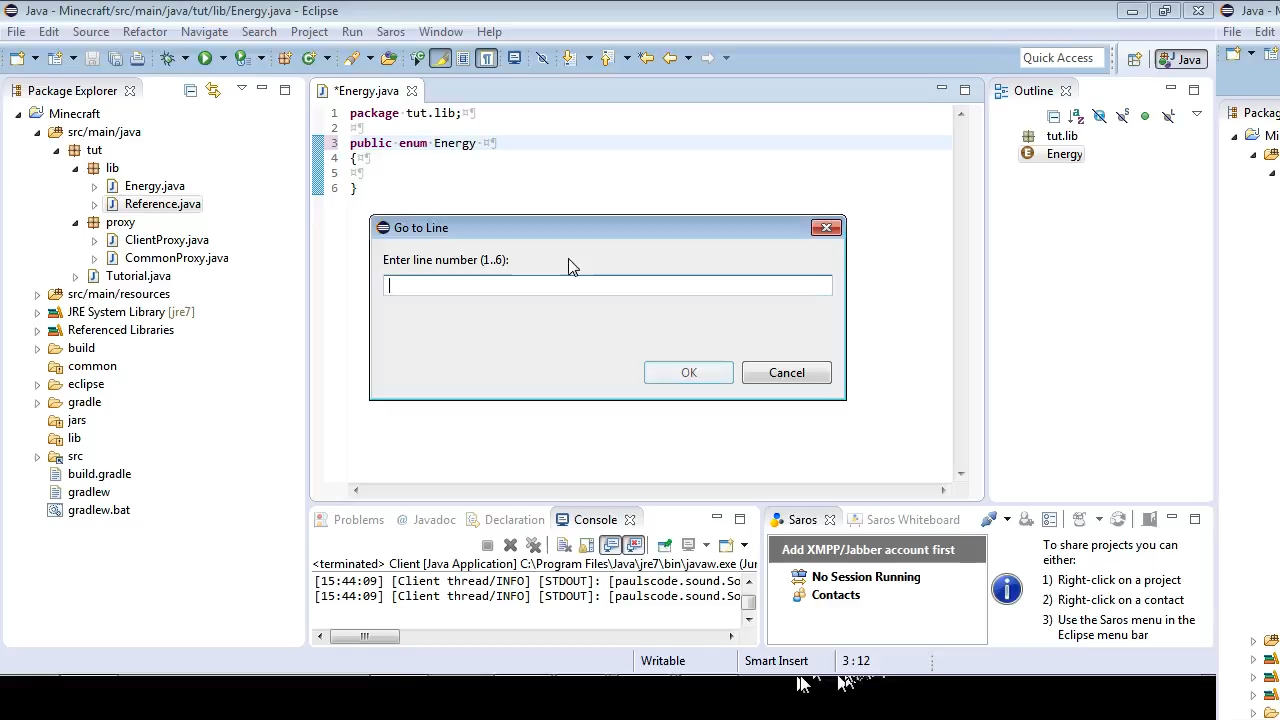 Java - Minecraft/src/main/java/tut/lib/Energy.java - Eclipse
Java - M
File Edit Source Refactor Navigate Search Project Run Saros Window Help
File Edit
Quick Access
Java
Package Explorer
*Energy.java
Outline
Packag
Minecraft
src/main/java
tut
lib
Energy.java
Reference.java
proxy
ClientProxy.java
CommonProxy.java
Tutorial.java
src/main/resources
JRE System Library [jre7]
Referenced Libraries
build
common
eclipse
gradle
jars
lib
src
build.gradle
gradlew
gradlew.bat
1 package·tut.lib;¤¶
2 ¤¶
3 public·enum·Energy·¤¶
4 {¤¶
5 ¤¶
6 }
tut.lib
Energy
Mi
Go to Line
Enter line number (1..6):
OK
Cancel
Problems
Javadoc
Declaration
Console
<terminated> Client [Java Application] C:\Program Files\Java\jre7\bin\javaw.exe (Jun
[15:44:09] [Client thread/INFO] [STDOUT]: [paulscode.sound.So
[15:44:09] [Client thread/INFO] [STDOUT]: [paulscode.sound.So
Saros
Saros Whiteboard
Add XMPP/Jabber account first
No Session Running
Contacts
To share projects you can
either:
1) Right-click on a project
2) Right-click on a contact
3) Use the Saros menu in the
Eclipse menu bar
Writable
Smart Insert
3 : 12